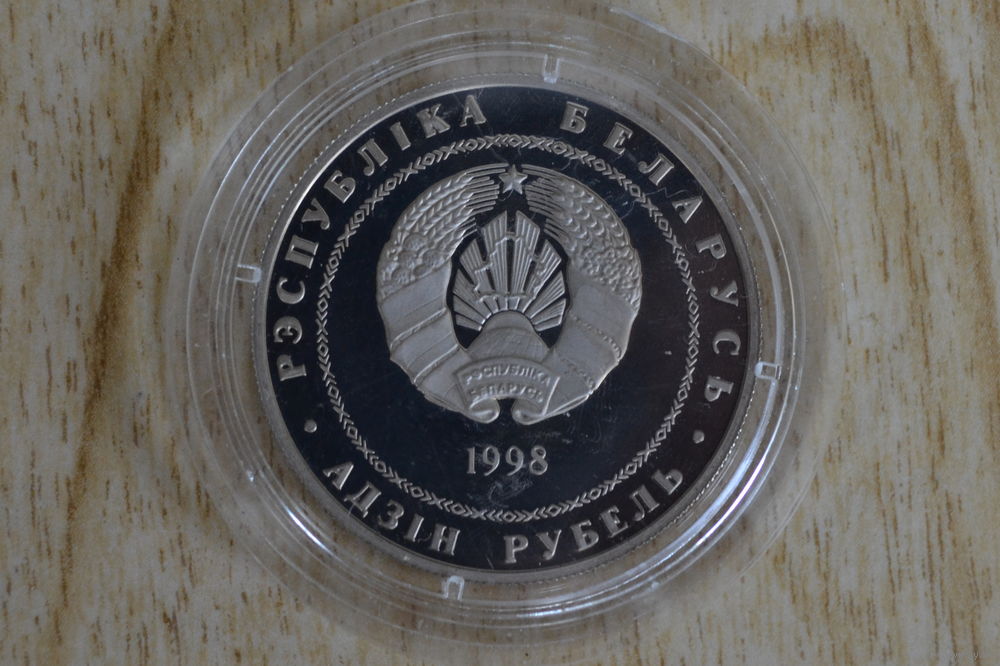 РЭСПУБЛІКА БЕЛАРУСЬ
РЭСПУБЛІКА
БЕЛАРУСЬ
1998
• АДЗІН РУБЕЛЬ •